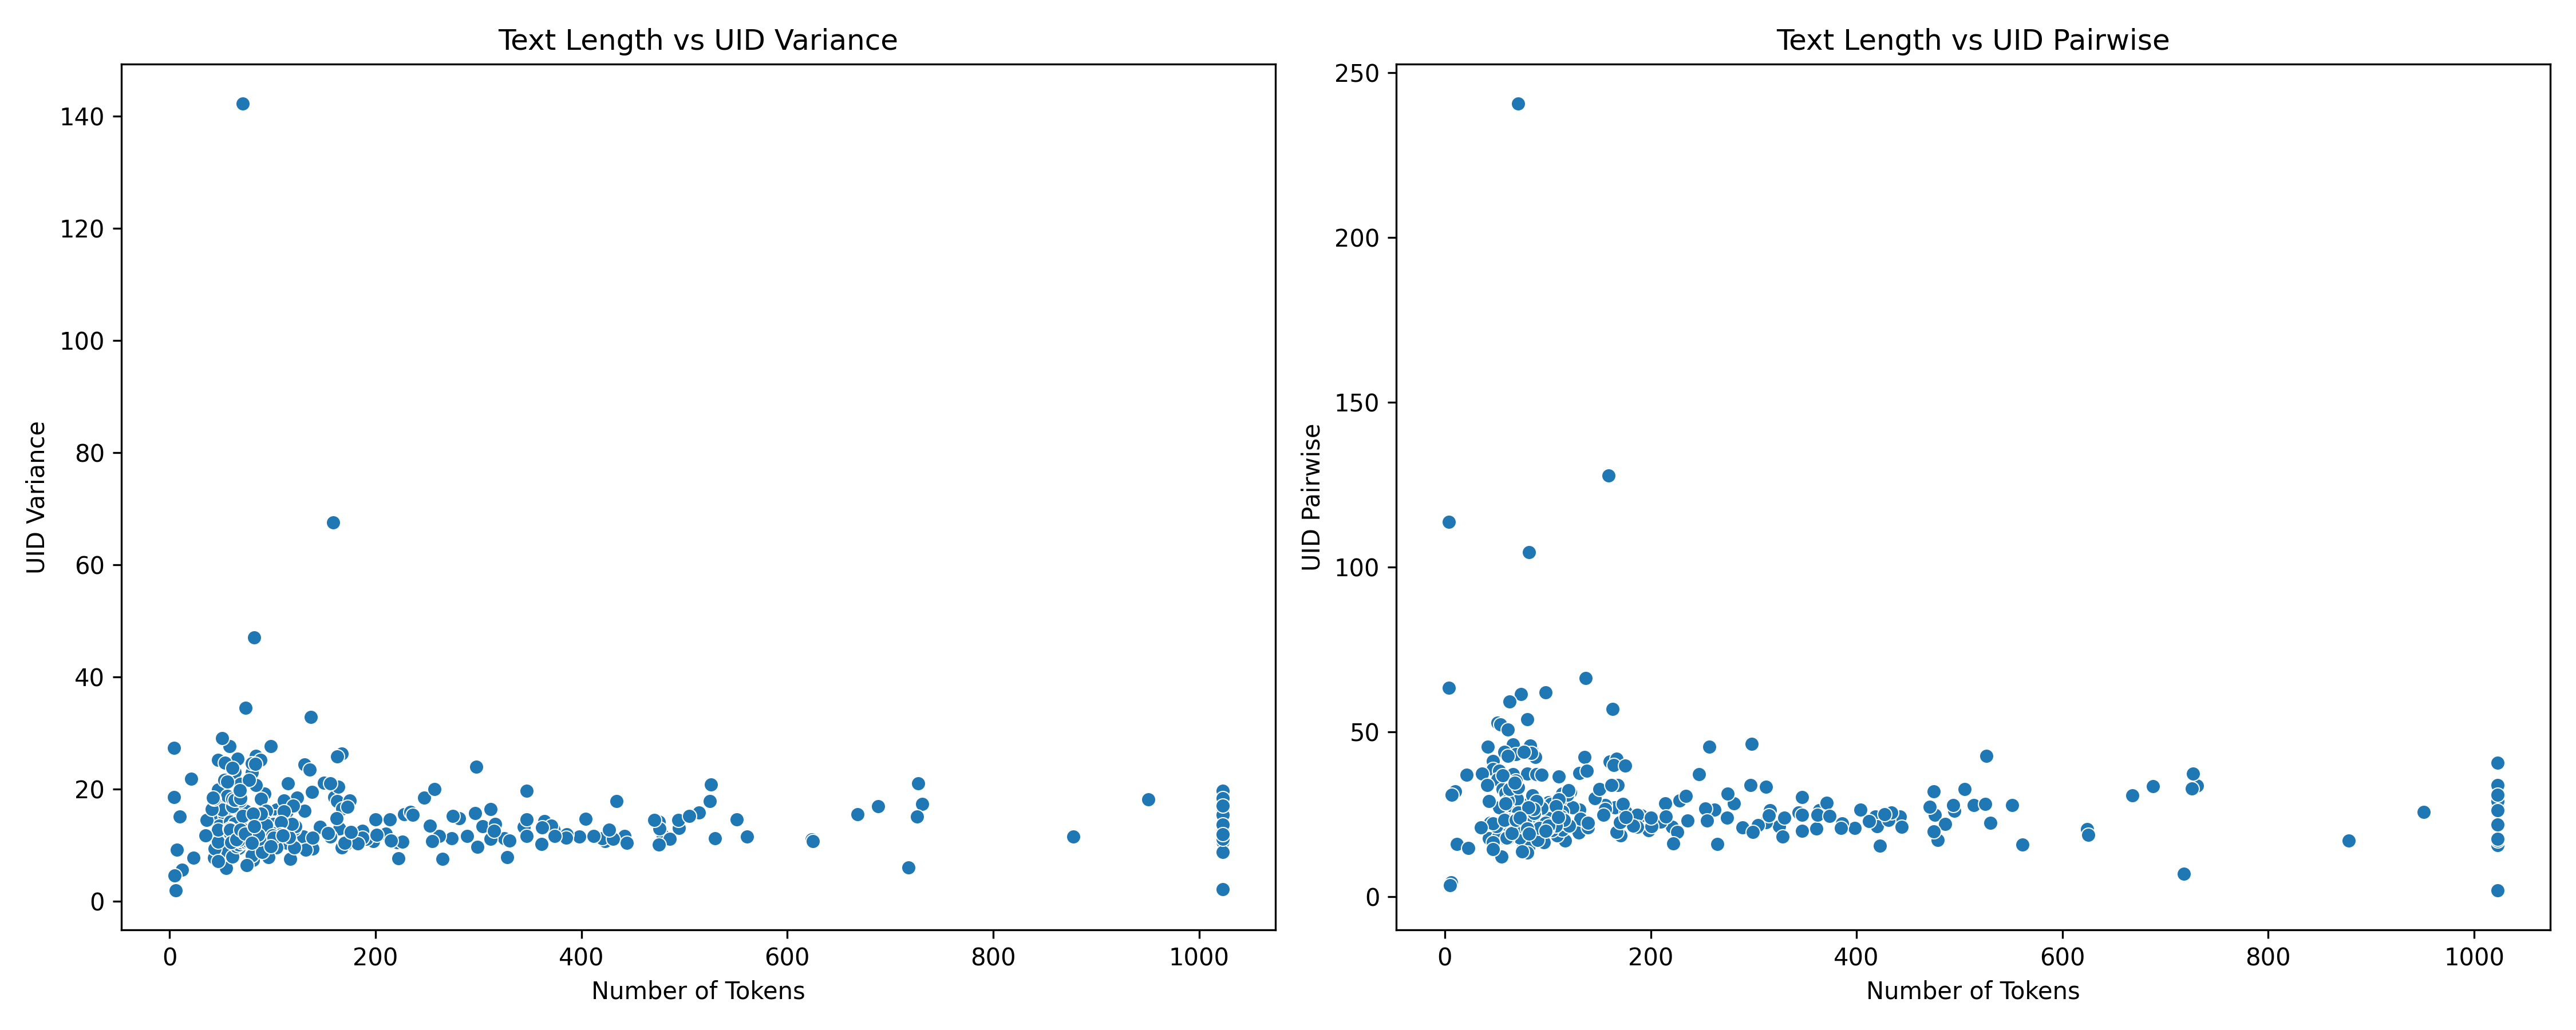 Text Length vs UID Variance
140
120
100
80
60
40
20
0
UID Variance
0 200 400 600 800 1000
Number of Tokens
Text Length vs UID Pairwise
250
200
150
100
50
0
UID Pairwise
0 200 400 600 800 1000
Number of Tokens